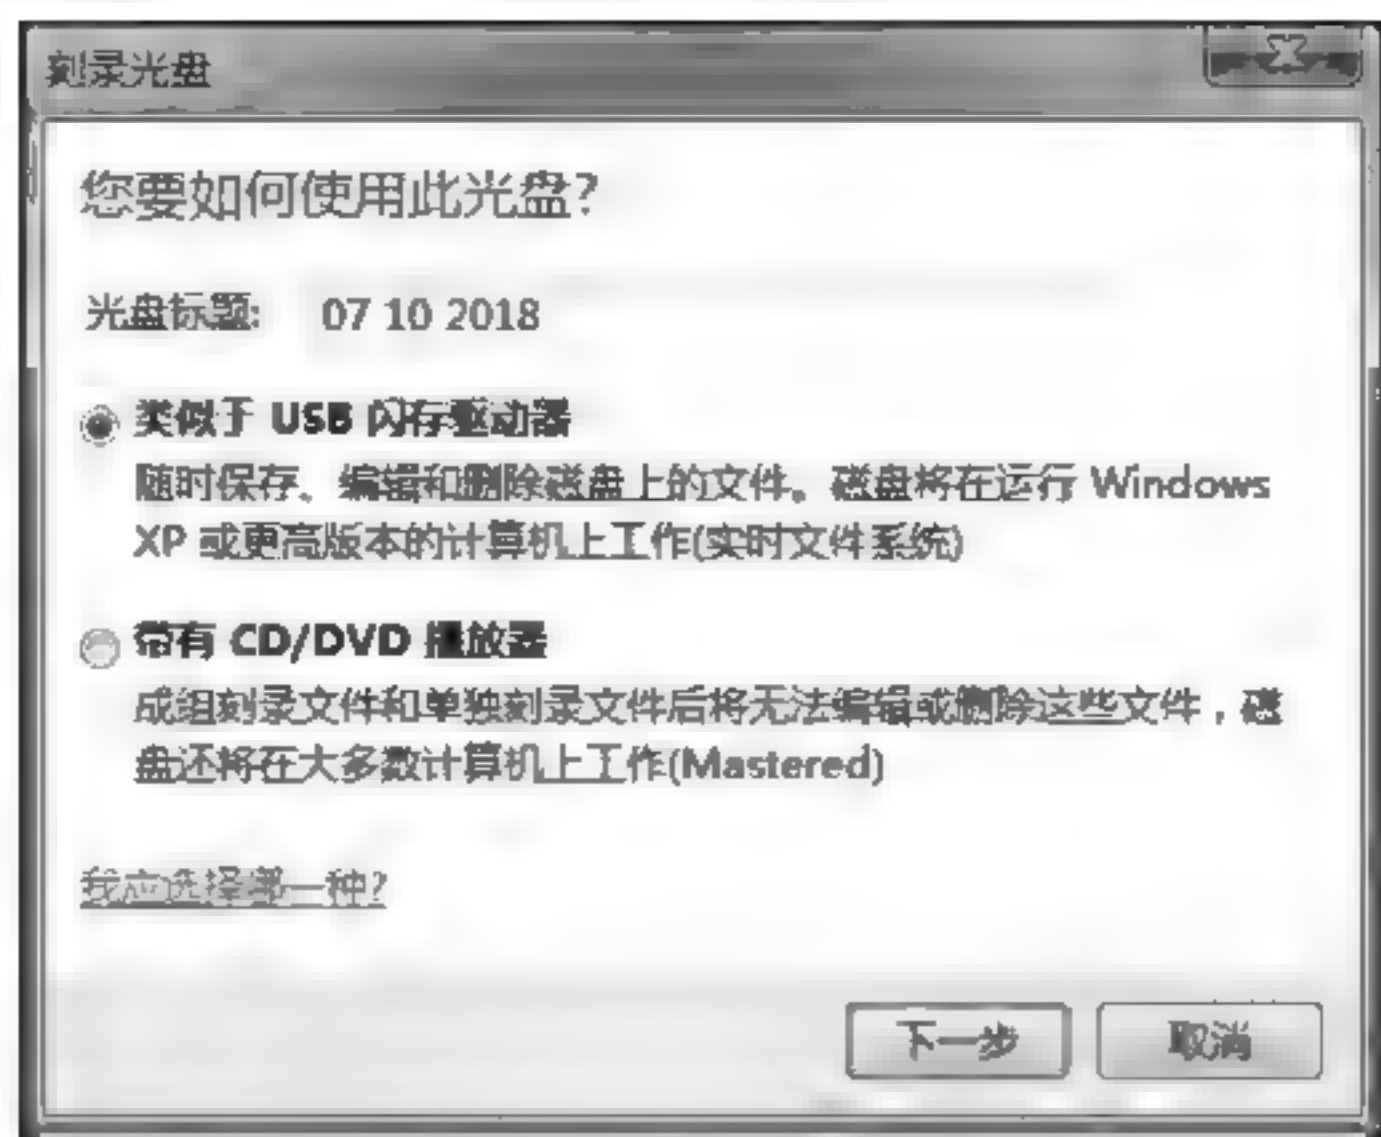 刻录光盘
您要如何使用此光盘?
光盘标题: 07 10 2018
类似于 USB 闪存驱动器
随时保存、编辑和删除磁盘上的文件。磁盘将在运行 Windows
XP 或更高版本的计算机上工作(实时文件系统)
带有 CD/DVD 播放器
成组刻录文件和单独刻录文件后将无法编辑或删除这些文件，磁
盘还将在大多数计算机上工作(Mastered)
我应选择哪一种?
下一步 取消